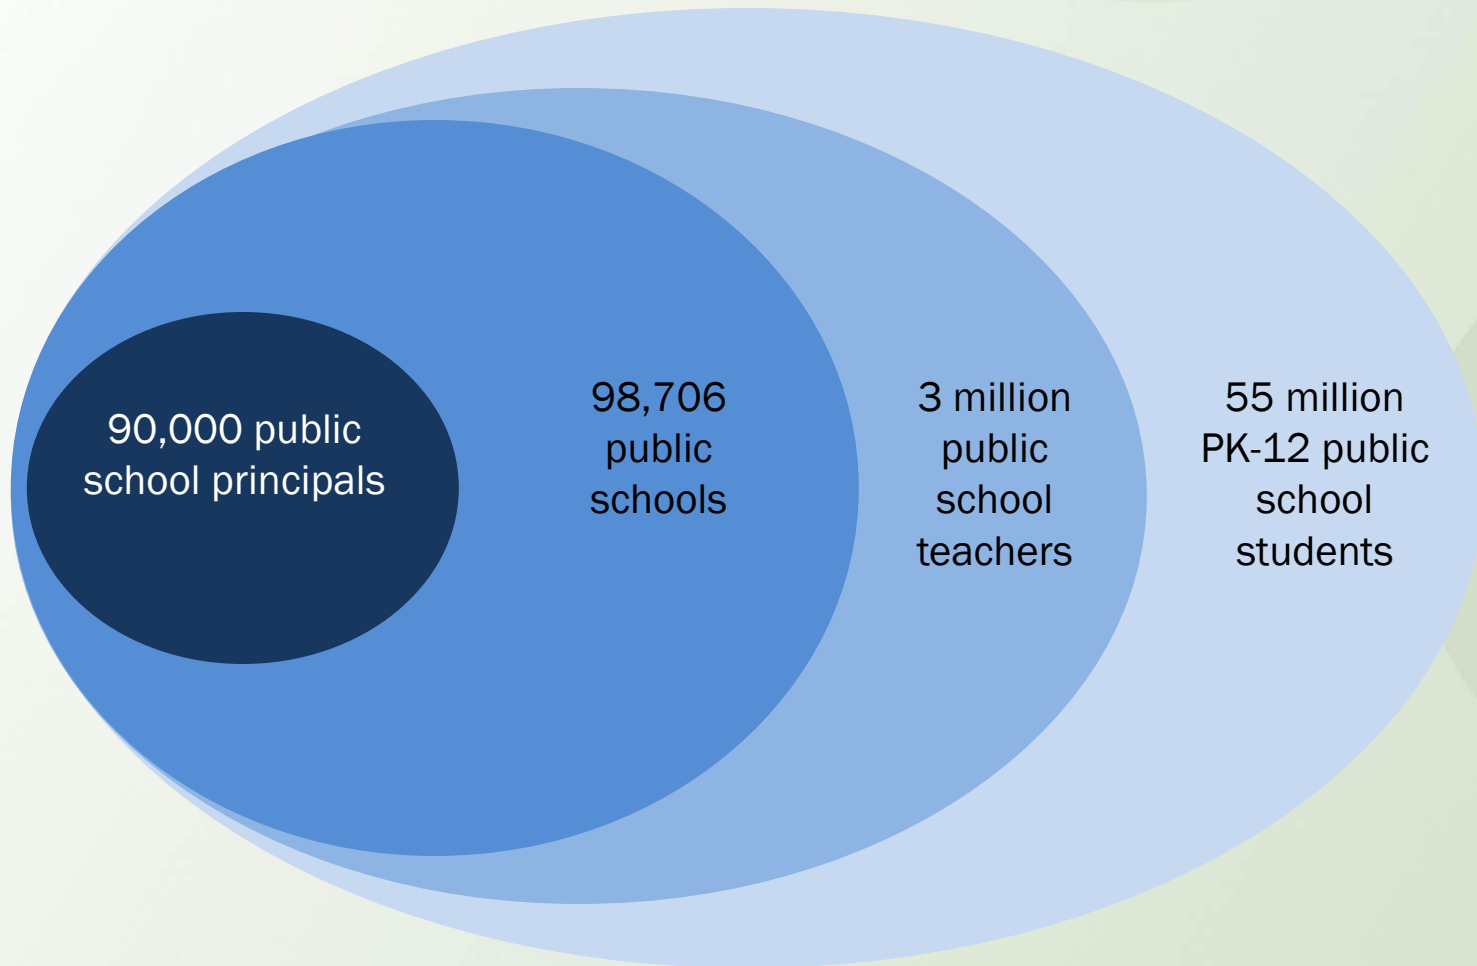 90,000 public
school principals
98,706
public
schools
3 million
public
school
teachers
55 million
PK-12 public
school
students